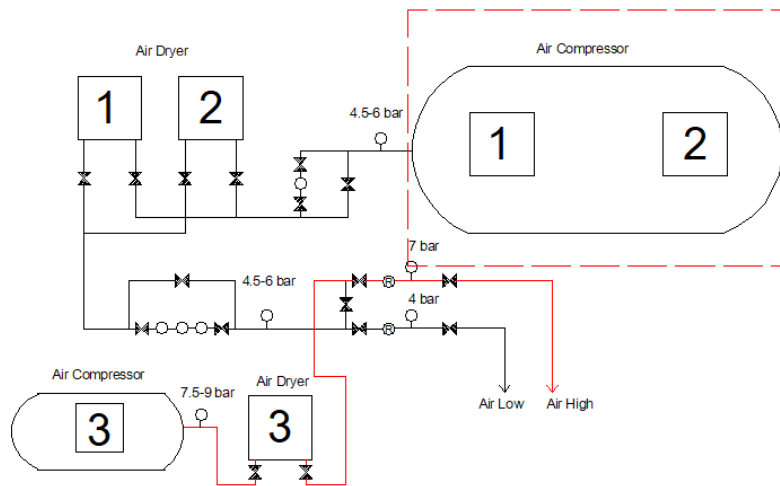 Air Dryer
Air Compressor
1
2
4.5-6 bar
1
2
7 bar
4.5-6 bar
R
4 bar
R
Air Compressor
7.5-9 bar
Air Dryer
3
3
Air Low
Air High